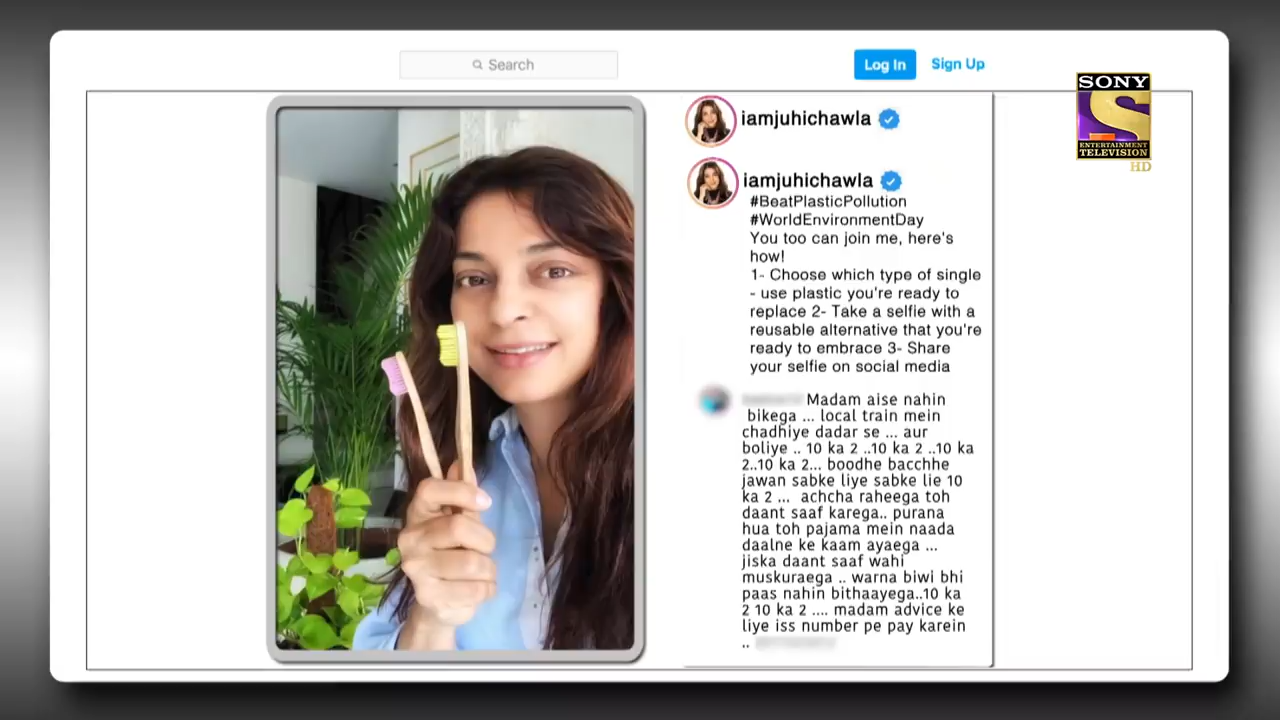 Search
Log In
Sign Up
SONY
S
ENTERTAINMENT
TELEVISION
HD
iamjuhichawla
iamjuhichawla
#BeatPlasticPollution
#WorldEnvironmentDay
You too can join me, here's
how!
1- Choose which type of single
- use plastic you're ready to
replace 2- Take a selfie with a
reusable alternative that you're
ready to embrace 3- Share
your selfie on social media
Madam aise nahin
bikega ... local train mein
chadhiye dadar se ... aur
boliye .. 10 ka 2 ..10 ka 2 ..10 ka
2..10 ka 2... boodhe bacchhe
jawan sabke liye sabke lie 10
ka 2 ... achcha raheega toh
daant saaf karega.. purana
hua toh pajama mein naada
daalne ke kaam ayaega ...
jiska daant saaf wahi
muskuraega .. warna biwi bhi
paas nahin bithaayega..10 ka
2 10 ka 2 .... madam advice ke
liye iss number pe pay karein
..